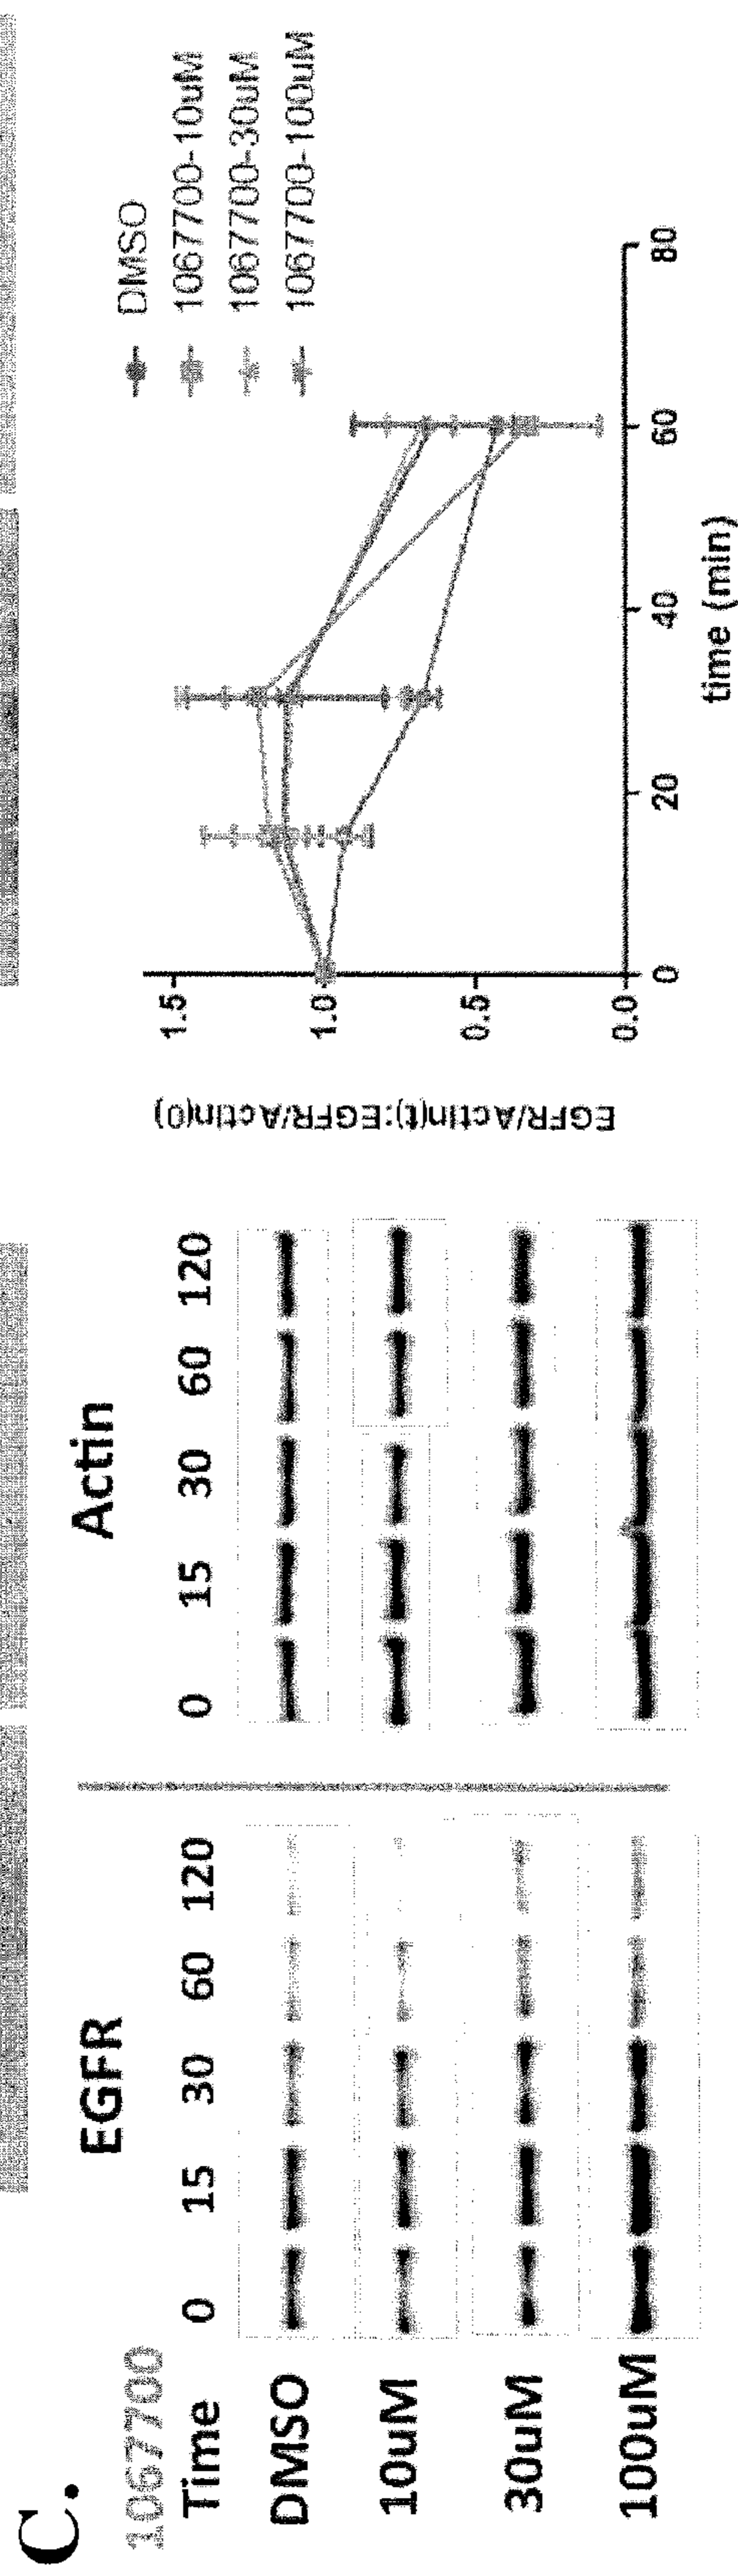 C.
1067700
EGFR
Actin
Time 0 15 30 60 120 0 15 30 60 120
DMSO
10uM
30uM
100uM
EGFR/Actin(t):EGFR/Actin(0)
1.5
1.0
0.5
0.0
0 20 40 60 80
time (min)
DMSO
1067700-10uM
1067700-30uM
1067700-100uM